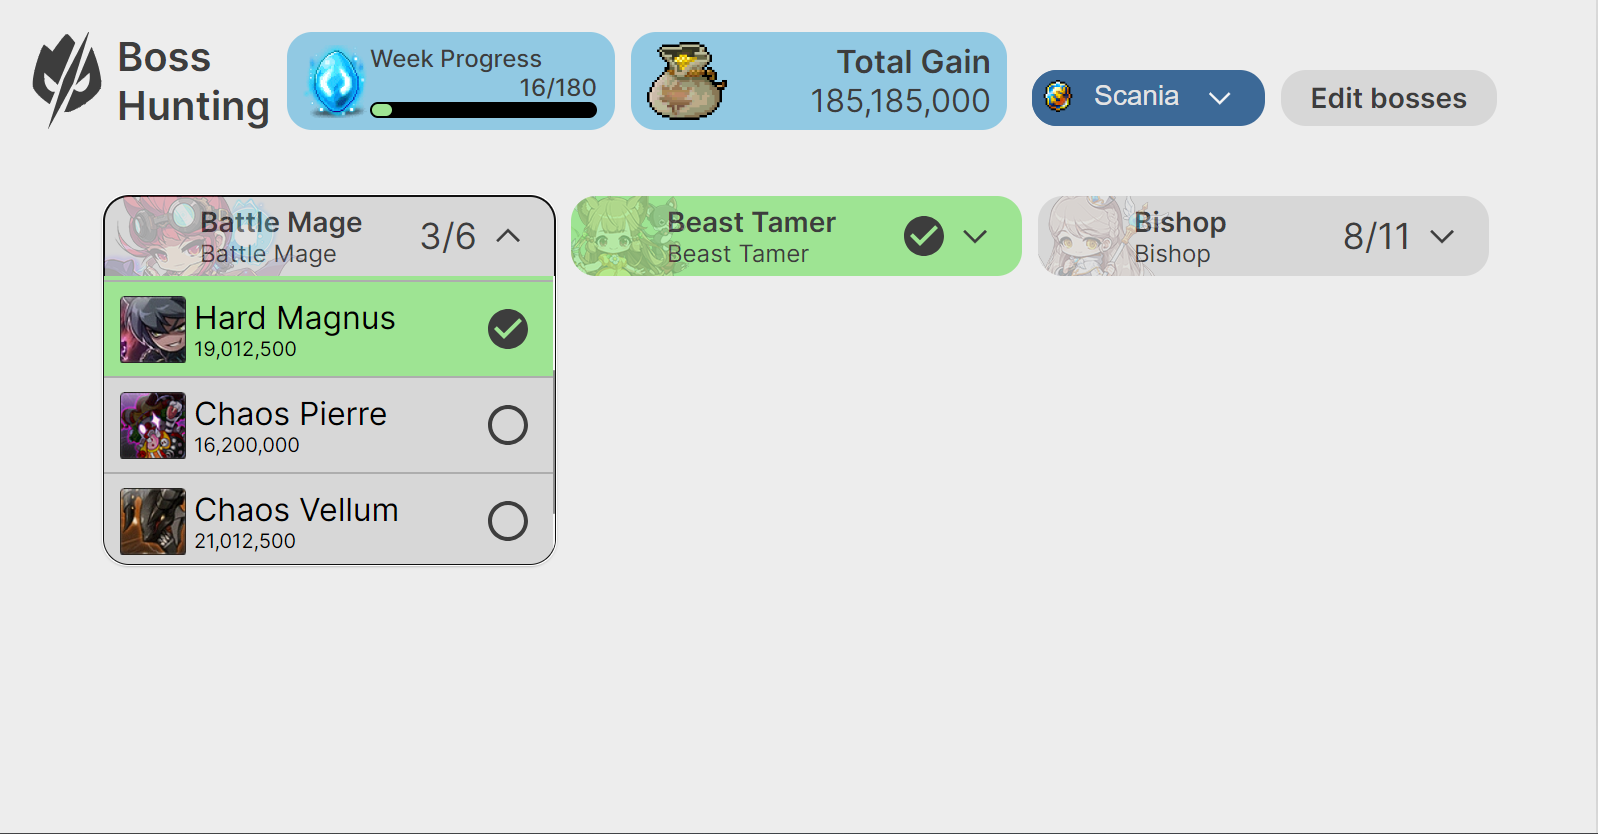 Boss
Hunting
Week Progress
16/180
Total Gain
185,185,000
Scania
Edit bosses
Battle Mage
Battle Mage
3/6
Beast Tamer
Beast Tamer
Bishop
Bishop
8/11
Hard Magnus
19,012,500
Chaos Pierre
16,200,000
Chaos Vellum
21,012,500